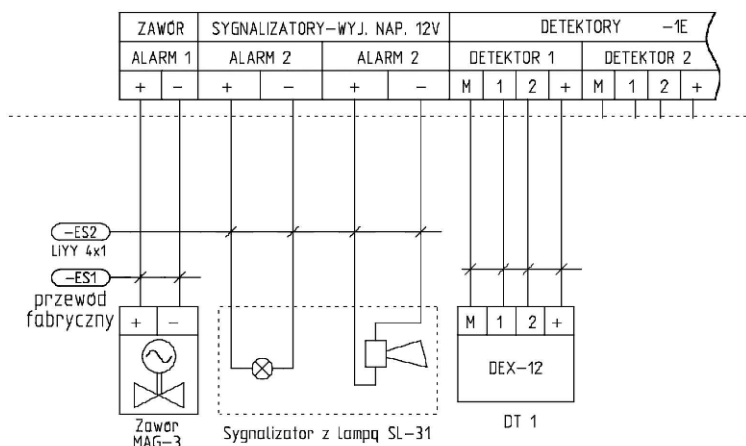 ZAWÓR SYGNALIZATORY-WYJ. NAP. 12V DETEKTORY -1E
ALARM 1 ALARM 2 ALARM 2 DETEKTOR 1 DETEKTOR 2
+ - + - + - M 1 2 + M 1 2 +
-ES2
LiYY 4x1
-ES1
przewód
fabryczny
+ - M 1 2 +
DEX-12
DT 1
Zawór
MAG-3
Sygnalizator z lampą SL-31